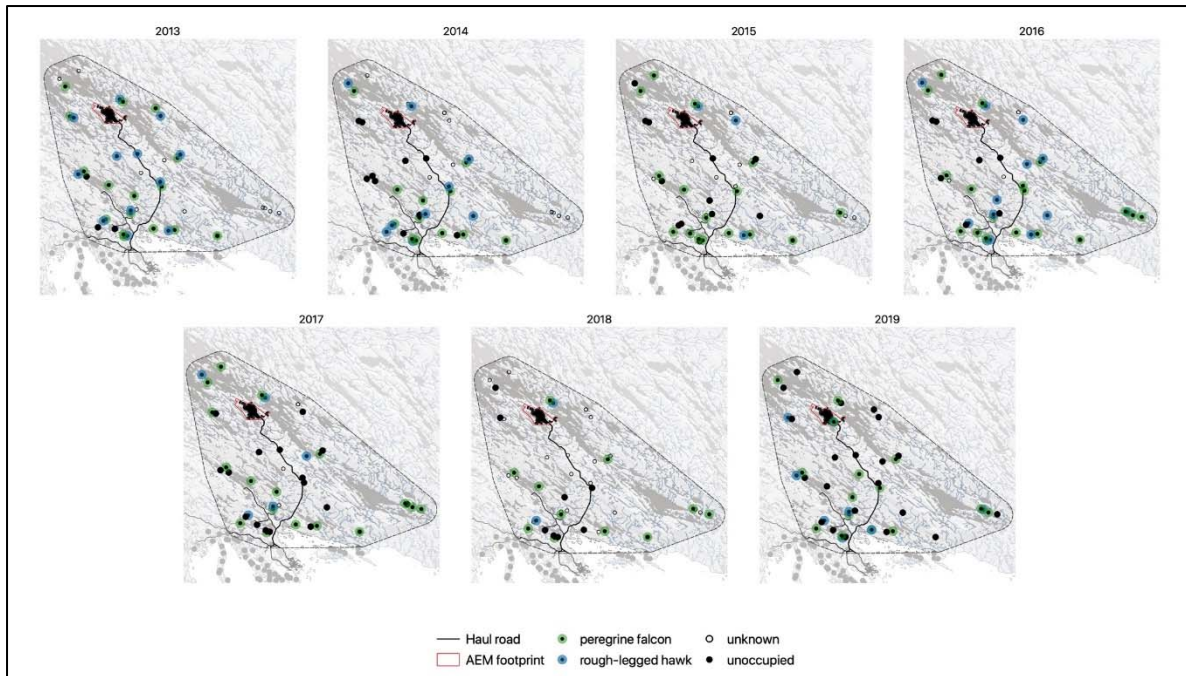 2013
2014
2015
2016
2017
2018
2019
Haul road
peregrine falcon
unknown
AEM footprint
rough-legged hawk
unoccupied